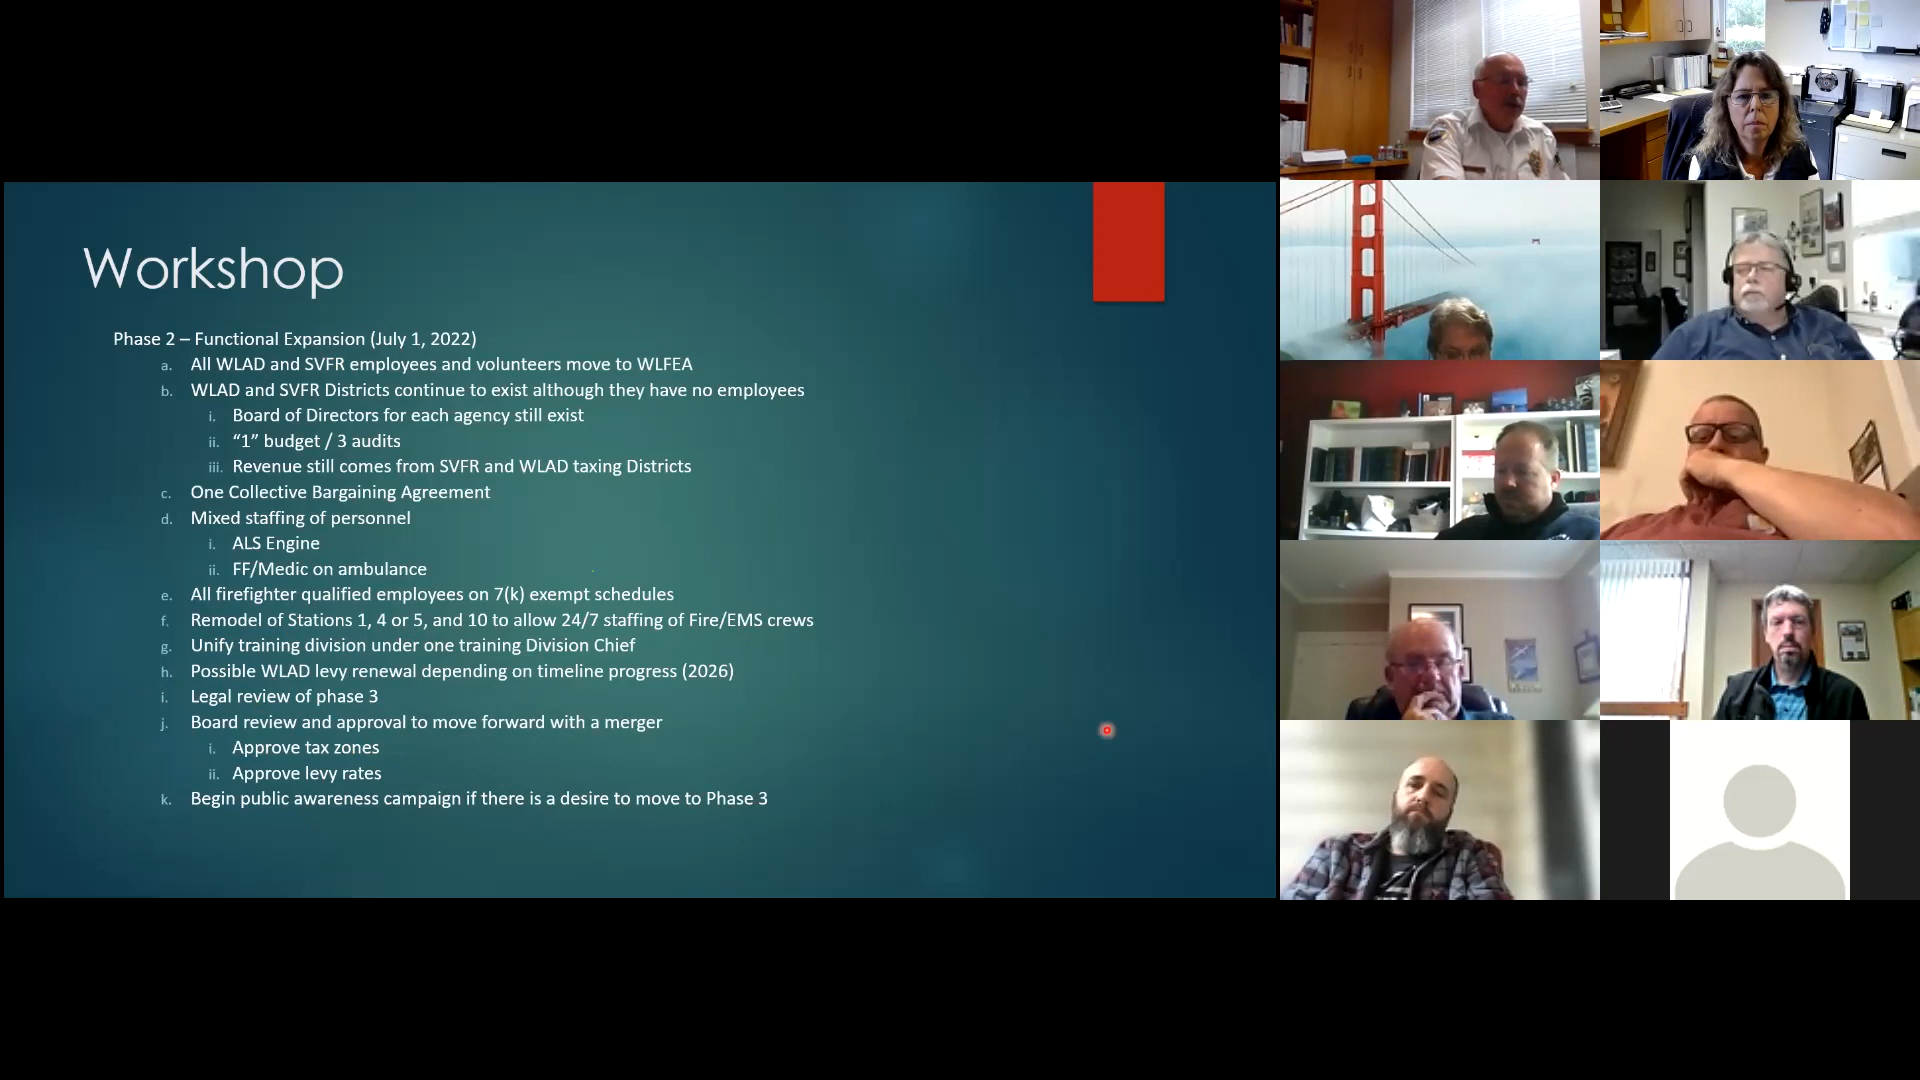 Workshop
Phase 2 – Functional Expansion (July 1, 2022)
a. All WLAD and SVFR employees and volunteers move to WLFEA
b. WLAD and SVFR Districts continue to exist although they have no employees
i. Board of Directors for each agency still exist
ii. “1” budget / 3 audits
iii. Revenue still comes from SVFR and WLAD taxing Districts
c. One Collective Bargaining Agreement
d. Mixed staffing of personnel
i. ALS Engine
ii. FF/Medic on ambulance
e. All firefighter qualified employees on 7(k) exempt schedules
f. Remodel of Stations 1, 4 or 5, and 10 to allow 24/7 staffing of Fire/EMS crews
g. Unify training division under one training Division Chief
h. Possible WLAD levy renewal depending on timeline progress (2026)
i. Legal review of phase 3
j. Board review and approval to move forward with a merger
i. Approve tax zones
ii. Approve levy rates
k. Begin public awareness campaign if there is a desire to move to Phase 3